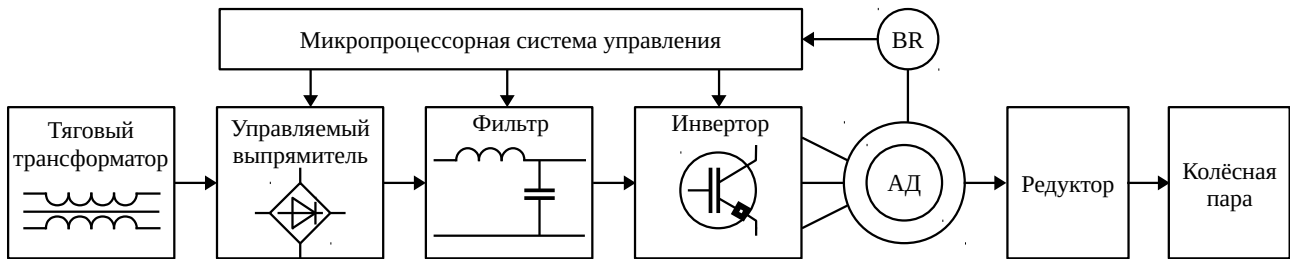 Микропроцессорная система управления
BR
Тяговый
трансформатор
Управляемый
выпрямитель
Фильтр
Инвертор
АД
Редуктор
Колёсная
пара